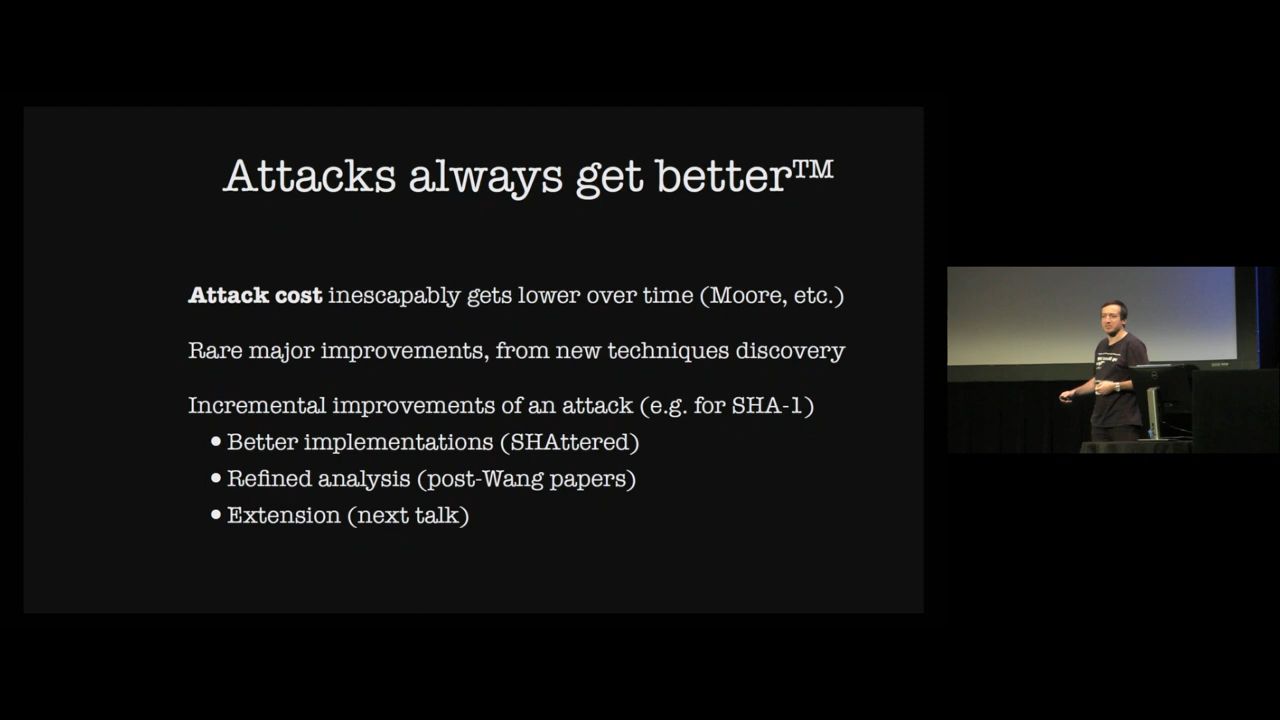 Attacks always get better™
Attack cost inescapably gets lower over time (Moore, etc.)
Rare major improvements, from new techniques discovery
Incremental improvements of an attack (e.g. for SHA-1)
• Better implementations (SHAttered)
• Refined analysis (post-Wang papers)
• Extension (next talk)